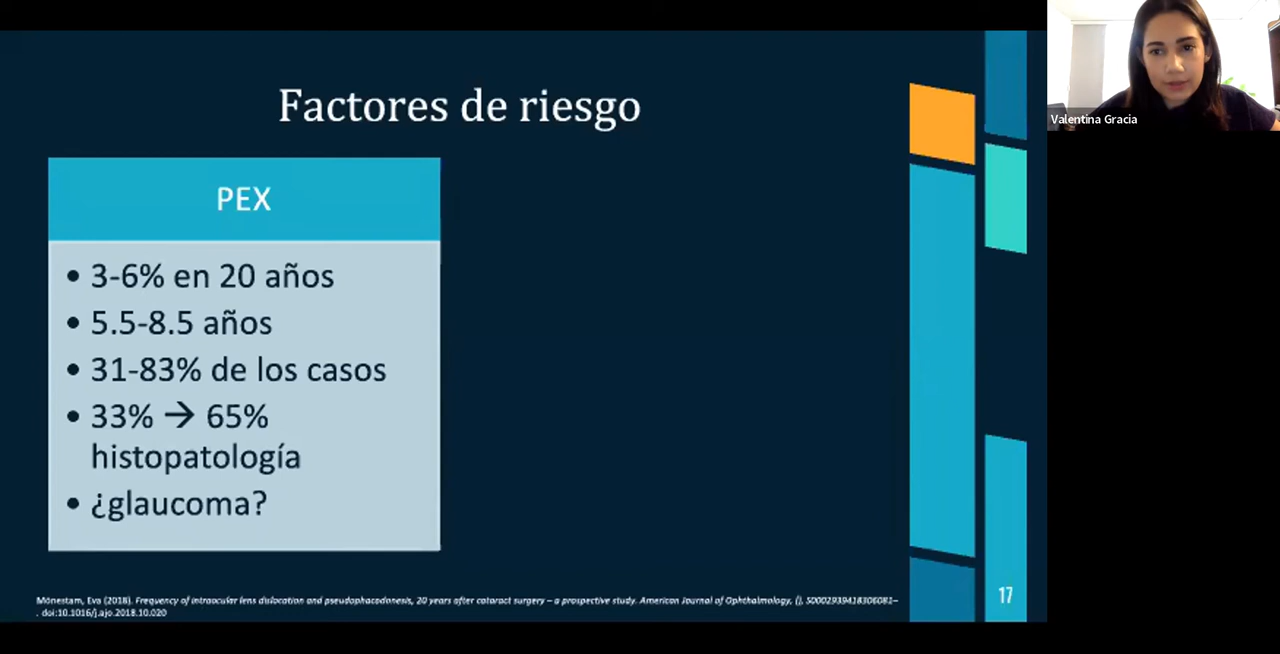 Factores de riesgo
PEX
• 3-6% en 20 años
• 5.5-8.5 años
• 31-83% de los casos
• 33% → 65%
histopatología
• ¿glaucoma?
Mönestam, Eva (2018). Frequency of intraocular lens dislocation and pseudophacodonesis, 20 years after cataract surgery – a prospective study. American Journal of Ophthalmology, (), S0002939418306081–
. doi:10.1016/j.ajo.2018.10.020
17
Valentina Gracia